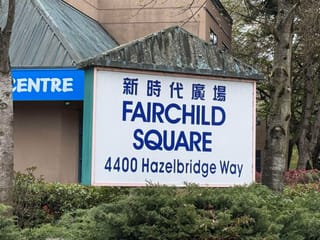 CENTRE
新時代廣場
FAIRCHILD
SQUARE
4400 Hazelbridge Way